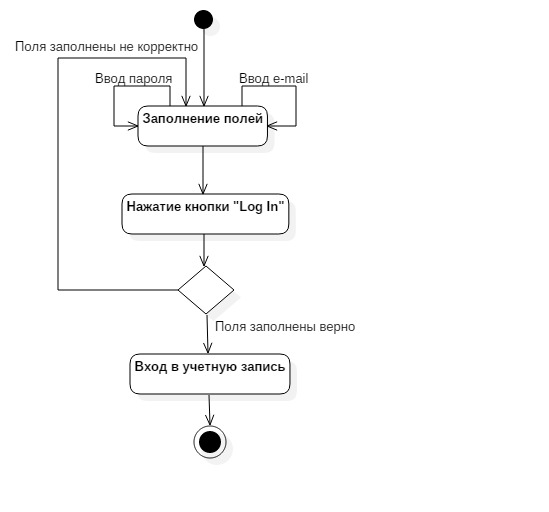 Поля заполнены не корректно
Ввод пароля
Ввод e-mail
Заполнение полей
Нажатие кнопки "Log In"
Поля заполнены верно
Вход в учетную запись